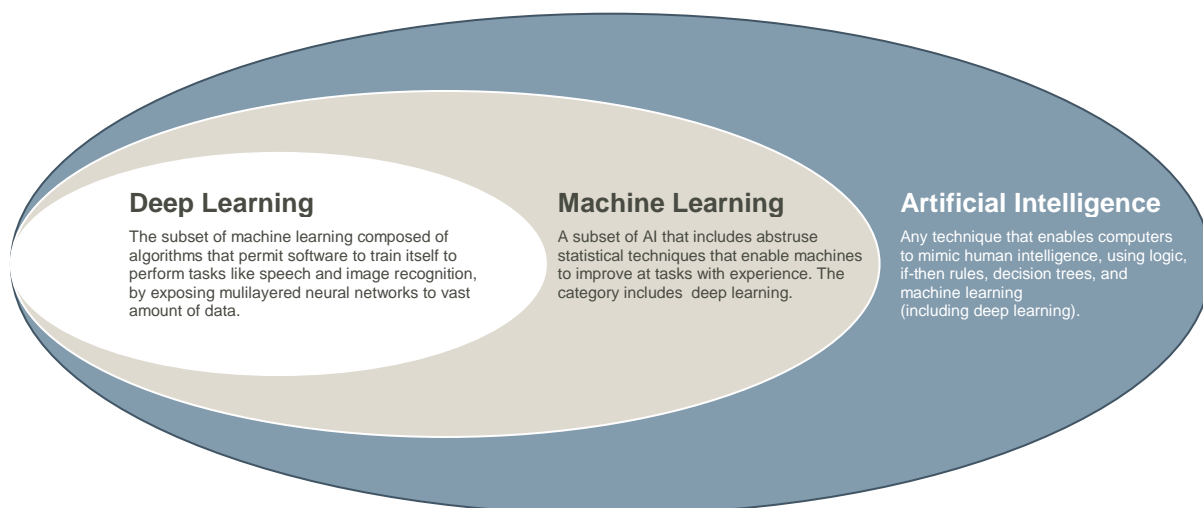 Deep Learning
The subset of machine learning composed of
algorithms that permit software to train itself to
perform tasks like speech and image recognition,
by exposing mulilayered neural networks to vast
amount of data.
Machine Learning
A subset of AI that includes abstruse
statistical techniques that enable machines
to improve at tasks with experience. The
category includes  deep learning.
Artificial Intelligence
Any technique that enables computers
to mimic human intelligence, using logic,
if-then rules, decision trees, and
machine learning
(including deep learning).